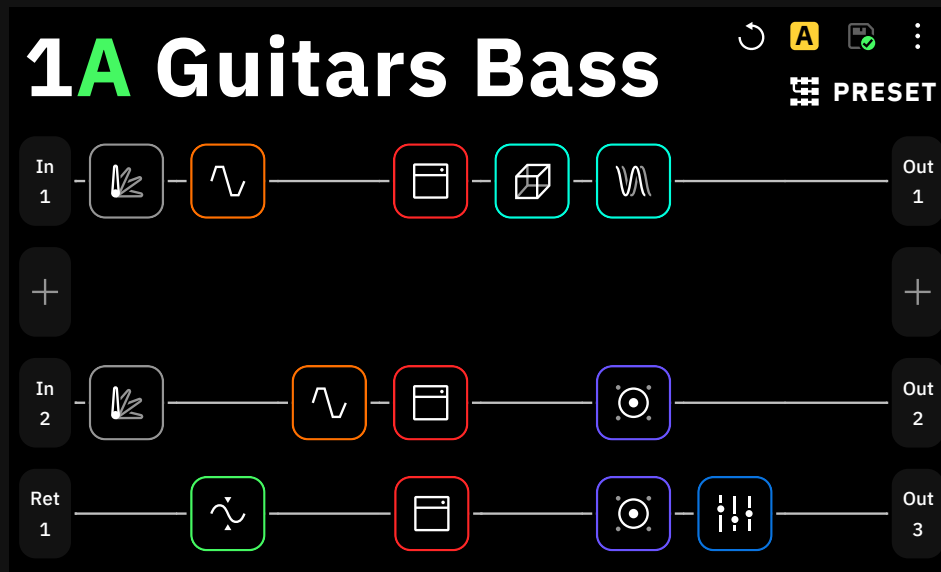 1A Guitars Bass
A
PRESET
In
1
Out
1
In
2
Out
2
Ret
1
Out
3